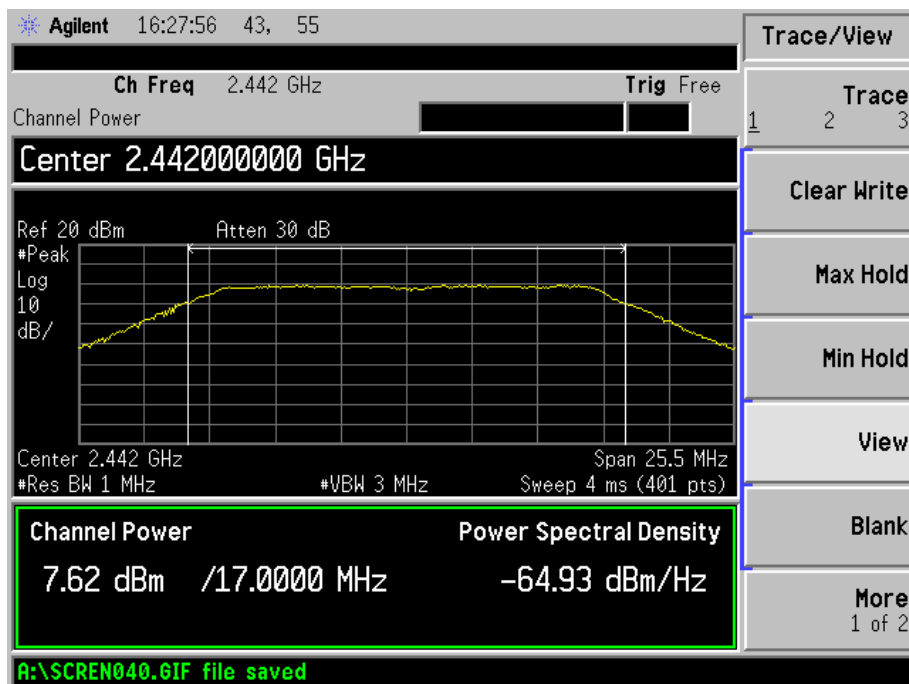 Agilent 16:27:56 43, 55
Trace/View
Ch Freq 2.442 GHz Trig Free
Channel Power
Trace
1 2 3
Center 2.442000000 GHz
Clear Write
Ref 20 dBm Atten 30 dB
#Peak
Log
10
dB/
Max Hold
Min Hold
View
Center 2.442 GHz Span 25.5 MHz
#Res BW 1 MHz #VBW 3 MHz Sweep 4 ms (401 pts)
Channel Power Power Spectral Density
Blank
7.62 dBm /17.0000 MHz -64.93 dBm/Hz
More
1 of 2
A:\SCREN040.GIF file saved